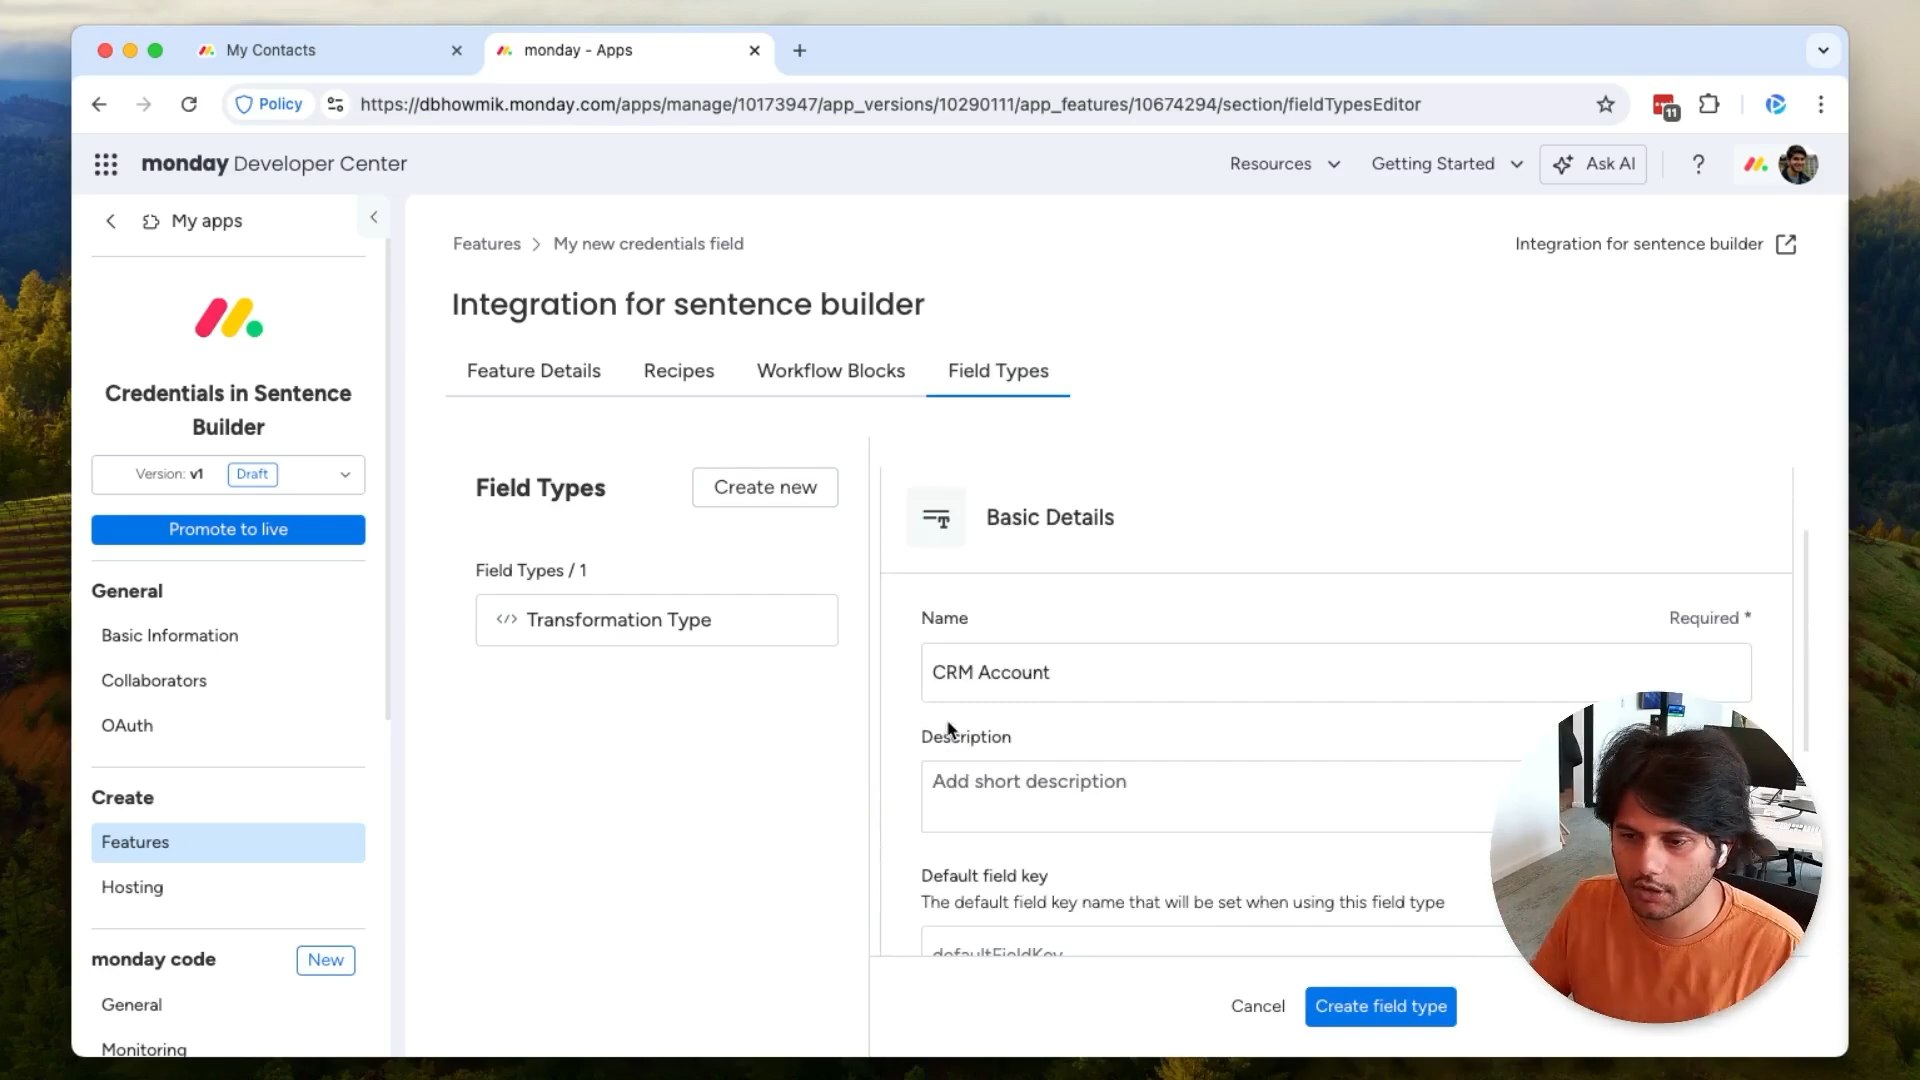 My Contacts
monday - Apps
Policy
https://dbhowmik.monday.com/apps/manage/10173947/app_versions/10290111/app_features/10674294/section/fieldTypesEditor
11
monday Developer Center
Resources
Getting Started
Ask AI
?
My apps
Features > My new credentials field
Integration for sentence builder
Integration for sentence builder
Feature Details
Recipes
Workflow Blocks
Field Types
Credentials in Sentence
Builder
Version: v1
Draft
Promote to live
General
Basic Information
Collaborators
OAuth
Create
Features
Hosting
monday code
New
General
Monitoring
Field Types
Create new
Field Types / 1
</> Transformation Type
Basic Details
Name
Required *
CRM Account
Description
Add short description
Default field key
The default field key name that will be set when using this field type
defaultFieldKey
Cancel
Create field type